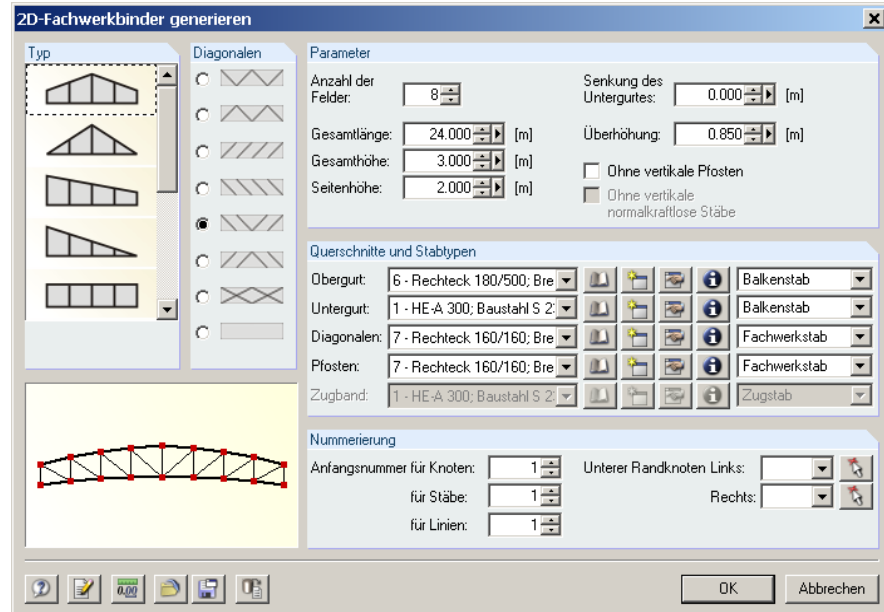 2D-Fachwerkbinder generieren
Typ
Diagonalen
Parameter
Anzahl der
Felder: 8
Gesamtlänge: 24.000 [m]
Gesamthöhe: 3.000 [m]
Seitenhöhe: 2.000 [m]
Senkung des
Untergurtes: 0.000 [m]
Überhöhung: 0.850 [m]
Ohne vertikale Pfosten
Ohne vertikale
normalkraftlose Stäbe
Querschnitte und Stabtypen
Obergurt: 6 - Rechteck 180/500; Bre Balkenstab
Untergurt: 1 - HE-A 300; Baustahl S 2 Balkenstab
Diagonalen: 7 - Rechteck 160/160; Bre Fachwerkstab
Pfosten: 7 - Rechteck 160/160; Bre Fachwerkstab
Zugband: 1 - HE-A 300; Baustahl S 2 Zugstab
Nummerierung
Anfangsnummer für Knoten: 1 Unterer Randknoten Links:
für Stäbe: 1 Rechts:
für Linien: 1
0.00
OK Abbrechen